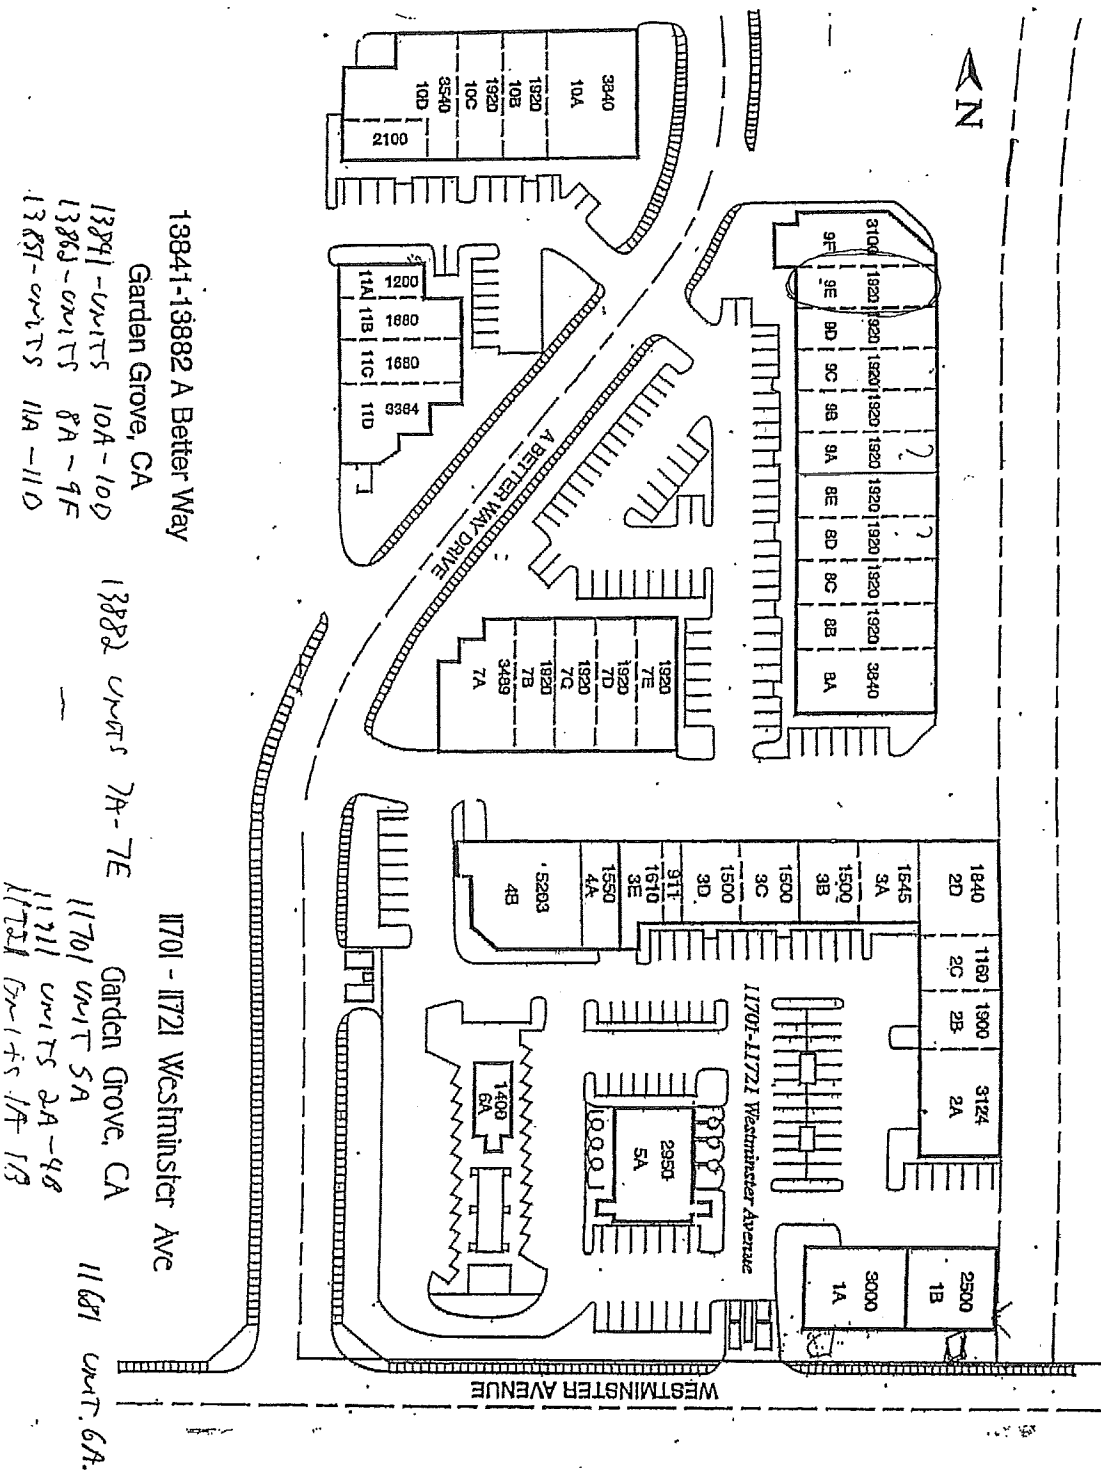 N
3840
10A
1920
10B
1920
10C
3540
10D
2100
3100
9F
1920
9E
1920
9D
1920
9C
1920
9B
1920
9A
?
1920
8E
1920
8D
?
1920
8C
1920
8B
3840
8A
1200
11A
1680
11B
1680
11C
3364
11D
A BETTER WAY DRIVE
3489
7A
1920
7B
1920
7C
1920
7D
1920
7E
1840
2D
1160
2C
1900
2B
3124
2A
1645
3A
1500
3B
1500
3C
1500
3D
911
1610
3E
1550
4A
5203
4B
11701-11721 Westminster Avenue
1400
6A
2950
5A
3000
1A
2500
1B
WESTMINSTER AVENUE
13841-13882 A Better Way
Garden Grove, CA
13841-UNITS 10A-10D
13863-UNITS 8A-9F
13851-UNITS 11A-11D
13882 UNITS 7A-7E
11701 - 11721 Westminster Ave
Garden Grove, CA
11701 UNIT 5A
11711 UNITS 2A-4B
11721 Units 1A-1B
11681 UNIT. 6A.